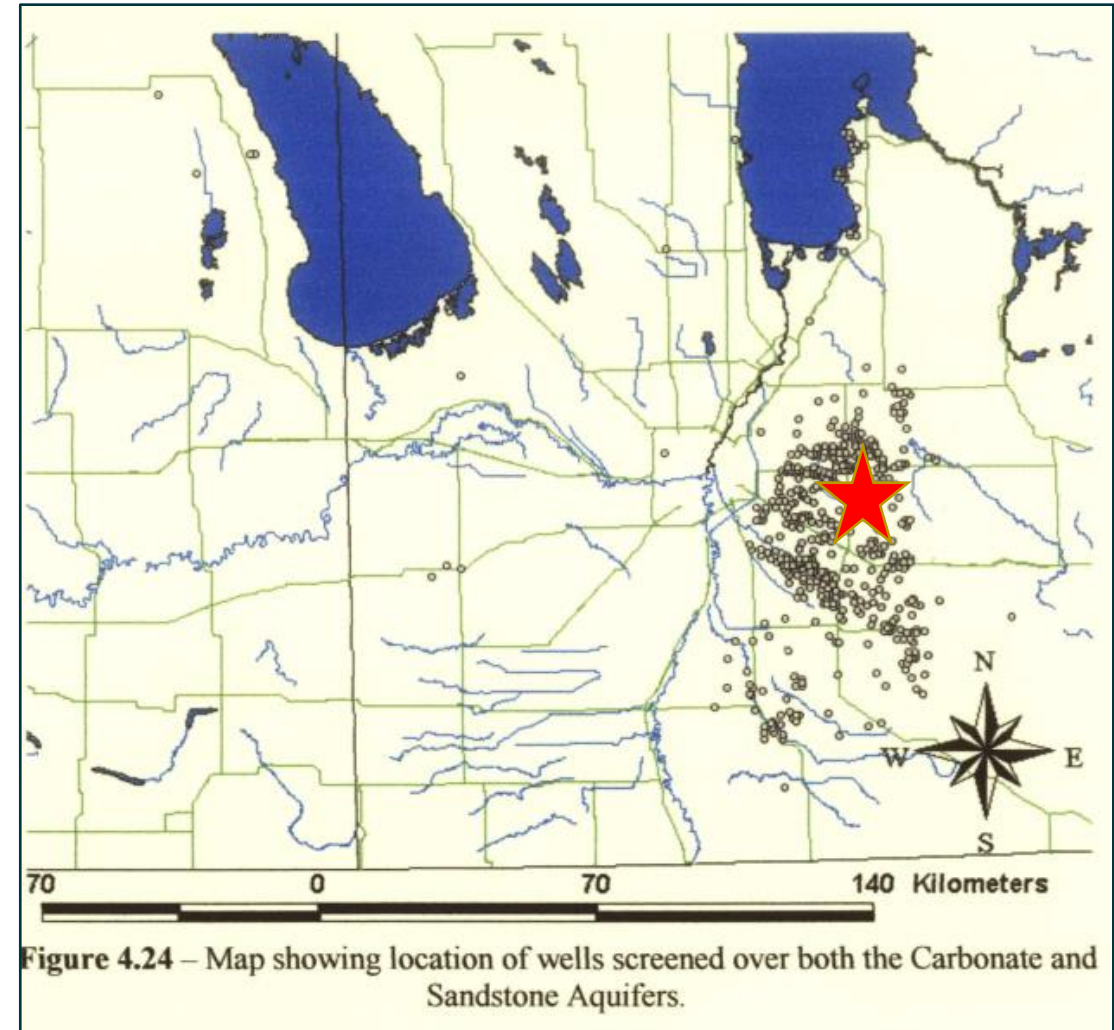 N
W E
S
70 0 70 140 Kilometers
Figure 4.24 – Map showing location of wells screened over both the Carbonate and
Sandstone Aquifers.